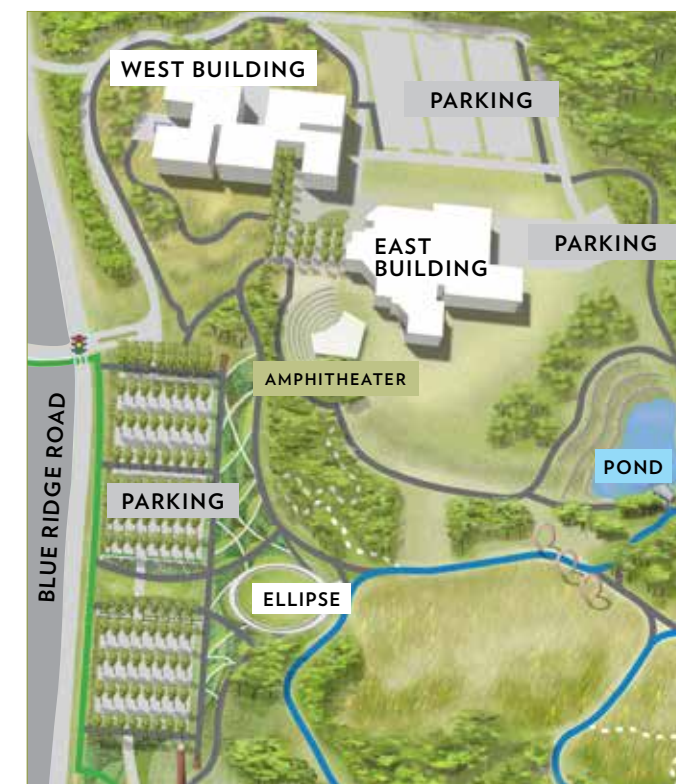 WEST BUILDING
PARKING
EAST
BUILDING
PARKING
AMPHITHEATER
BLUE RIDGE ROAD
POND
PARKING
ELLIPSE